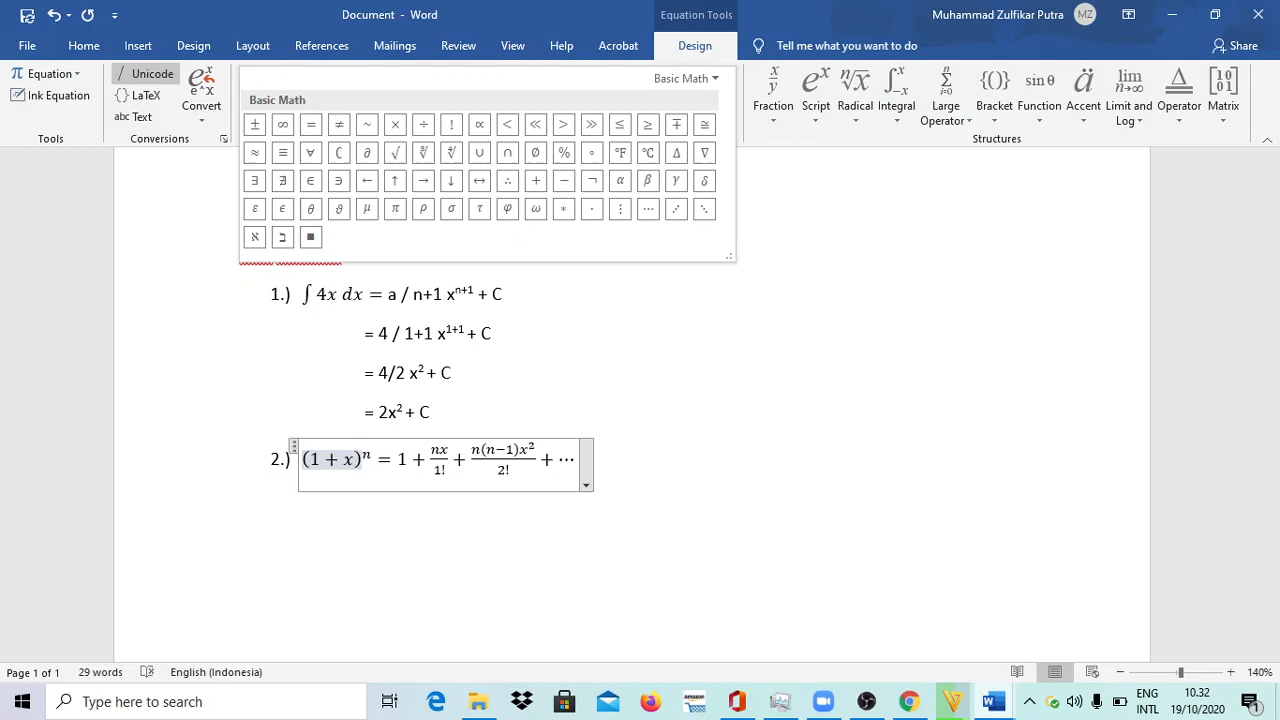 Document - Word
Equation Tools
Muhammad Zulfikar Putra MZ
File Home Insert Design Layout References Mailings Review View Help Acrobat Design Tell me what you want to do Share
π Equation
Ink Equation
Tools
/ Unicode
LaTeX
abc Text
Convert
Conversions
Basic Math
Basic Math
± ∞ = ≠ ~ × ÷ ! ∝ < ≪ > ≫ ≤ ≥ ∓ ≅
≈ ≡ ∀ ∁ ∂ √ ∛ ∜ ∪ ∩ ∅ % ° ℉ ℃ ∆ ∇
∃ ∄ ∈ ∋ ← ↑ → ↓ ↔ ∴ + − ¬ α β γ δ
ε ϵ θ ϑ μ π ρ σ τ φ ω ∗ ∙ ⋮ ⋯ ⋰ ⋱
ℵ ℶ ∎
Fraction Script Radical Integral Large Operator Bracket Function Accent Limit and Log Operator Matrix
Structures
1.) ∫ 4x dx = a / n+1 xⁿ⁺¹ + C
= 4 / 1+1 x¹⁺¹ + C
= 4/2 x² + C
= 2x² + C
2.) (1 + x)ⁿ = 1 + nx/1! + n(n−1)x²/2! + ⋯
Page 1 of 1 29 words English (Indonesia) 140%
Type here to search
ENG 10.32
INTL 19/10/2020